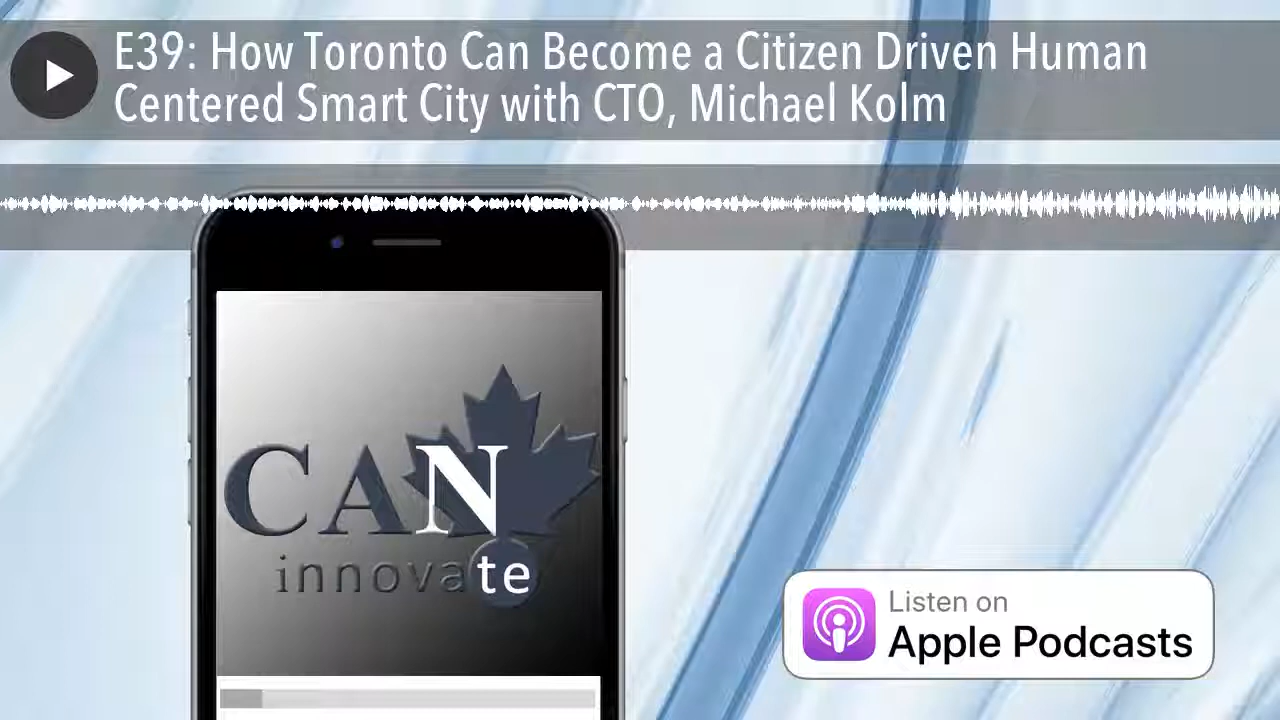 E39: How Toronto Can Become a Citizen Driven Human
Centered Smart City with CTO, Michael Kolm
CAN
innovate
Listen on
Apple Podcasts